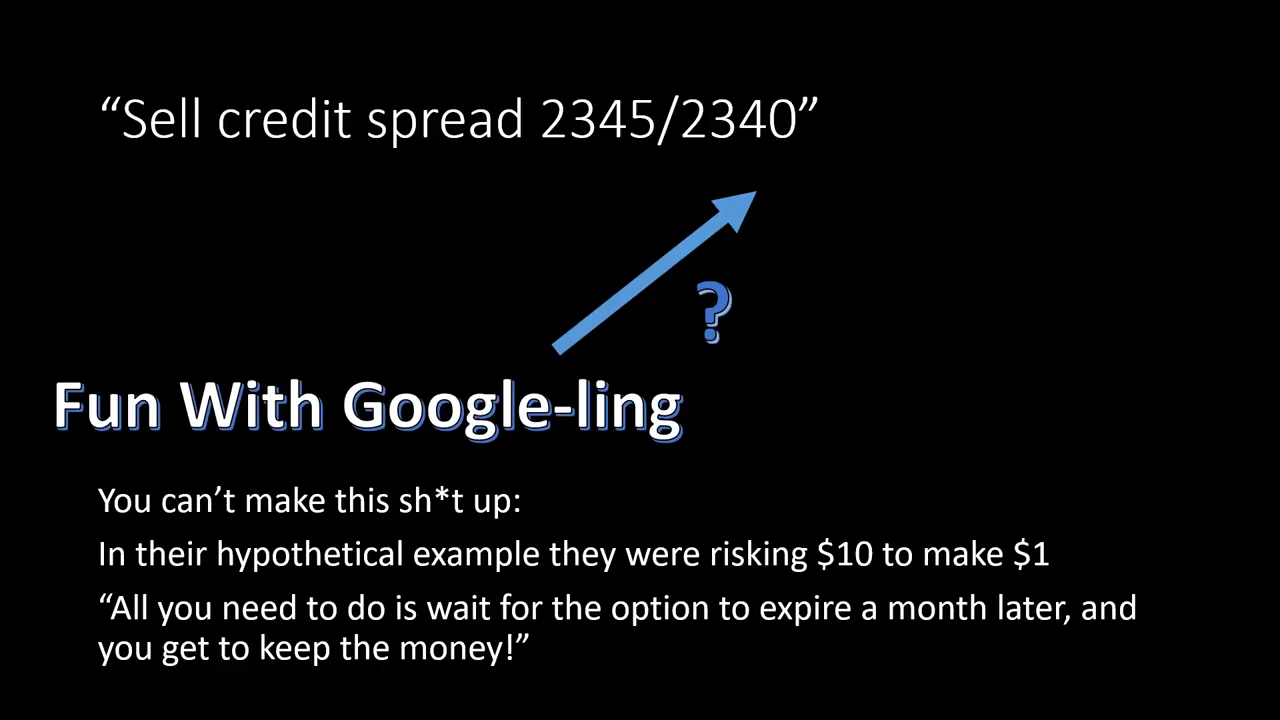 “Sell credit spread 2345/2340”
?
Fun With Google-ling
You can’t make this sh*t up:
In their hypothetical example they were risking $10 to make $1
“All you need to do is wait for the option to expire a month later, and
you get to keep the money!”